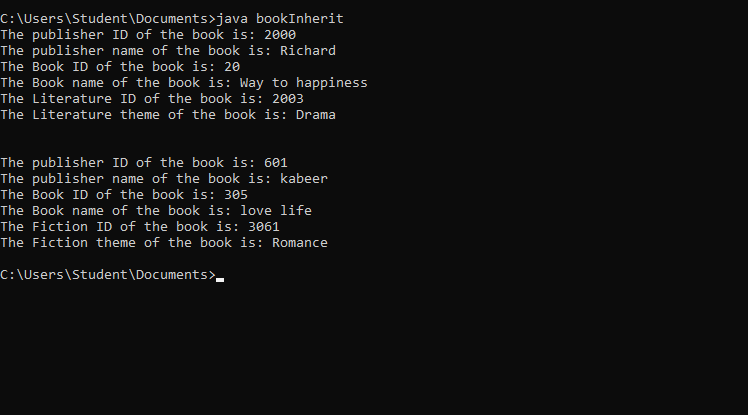 C:\Users\Student\Documents>java bookInherit
The publisher ID of the book is: 2000
The publisher name of the book is: Richard
The Book ID of the book is: 20
The Book name of the book is: Way to happiness
The Literature ID of the book is: 2003
The Literature theme of the book is: Drama
The publisher ID of the book is: 601
The publisher name of the book is: kabeer
The Book ID of the book is: 305
The Book name of the book is: love life
The Fiction ID of the book is: 3061
The Fiction theme of the book is: Romance
C:\Users\Student\Documents>